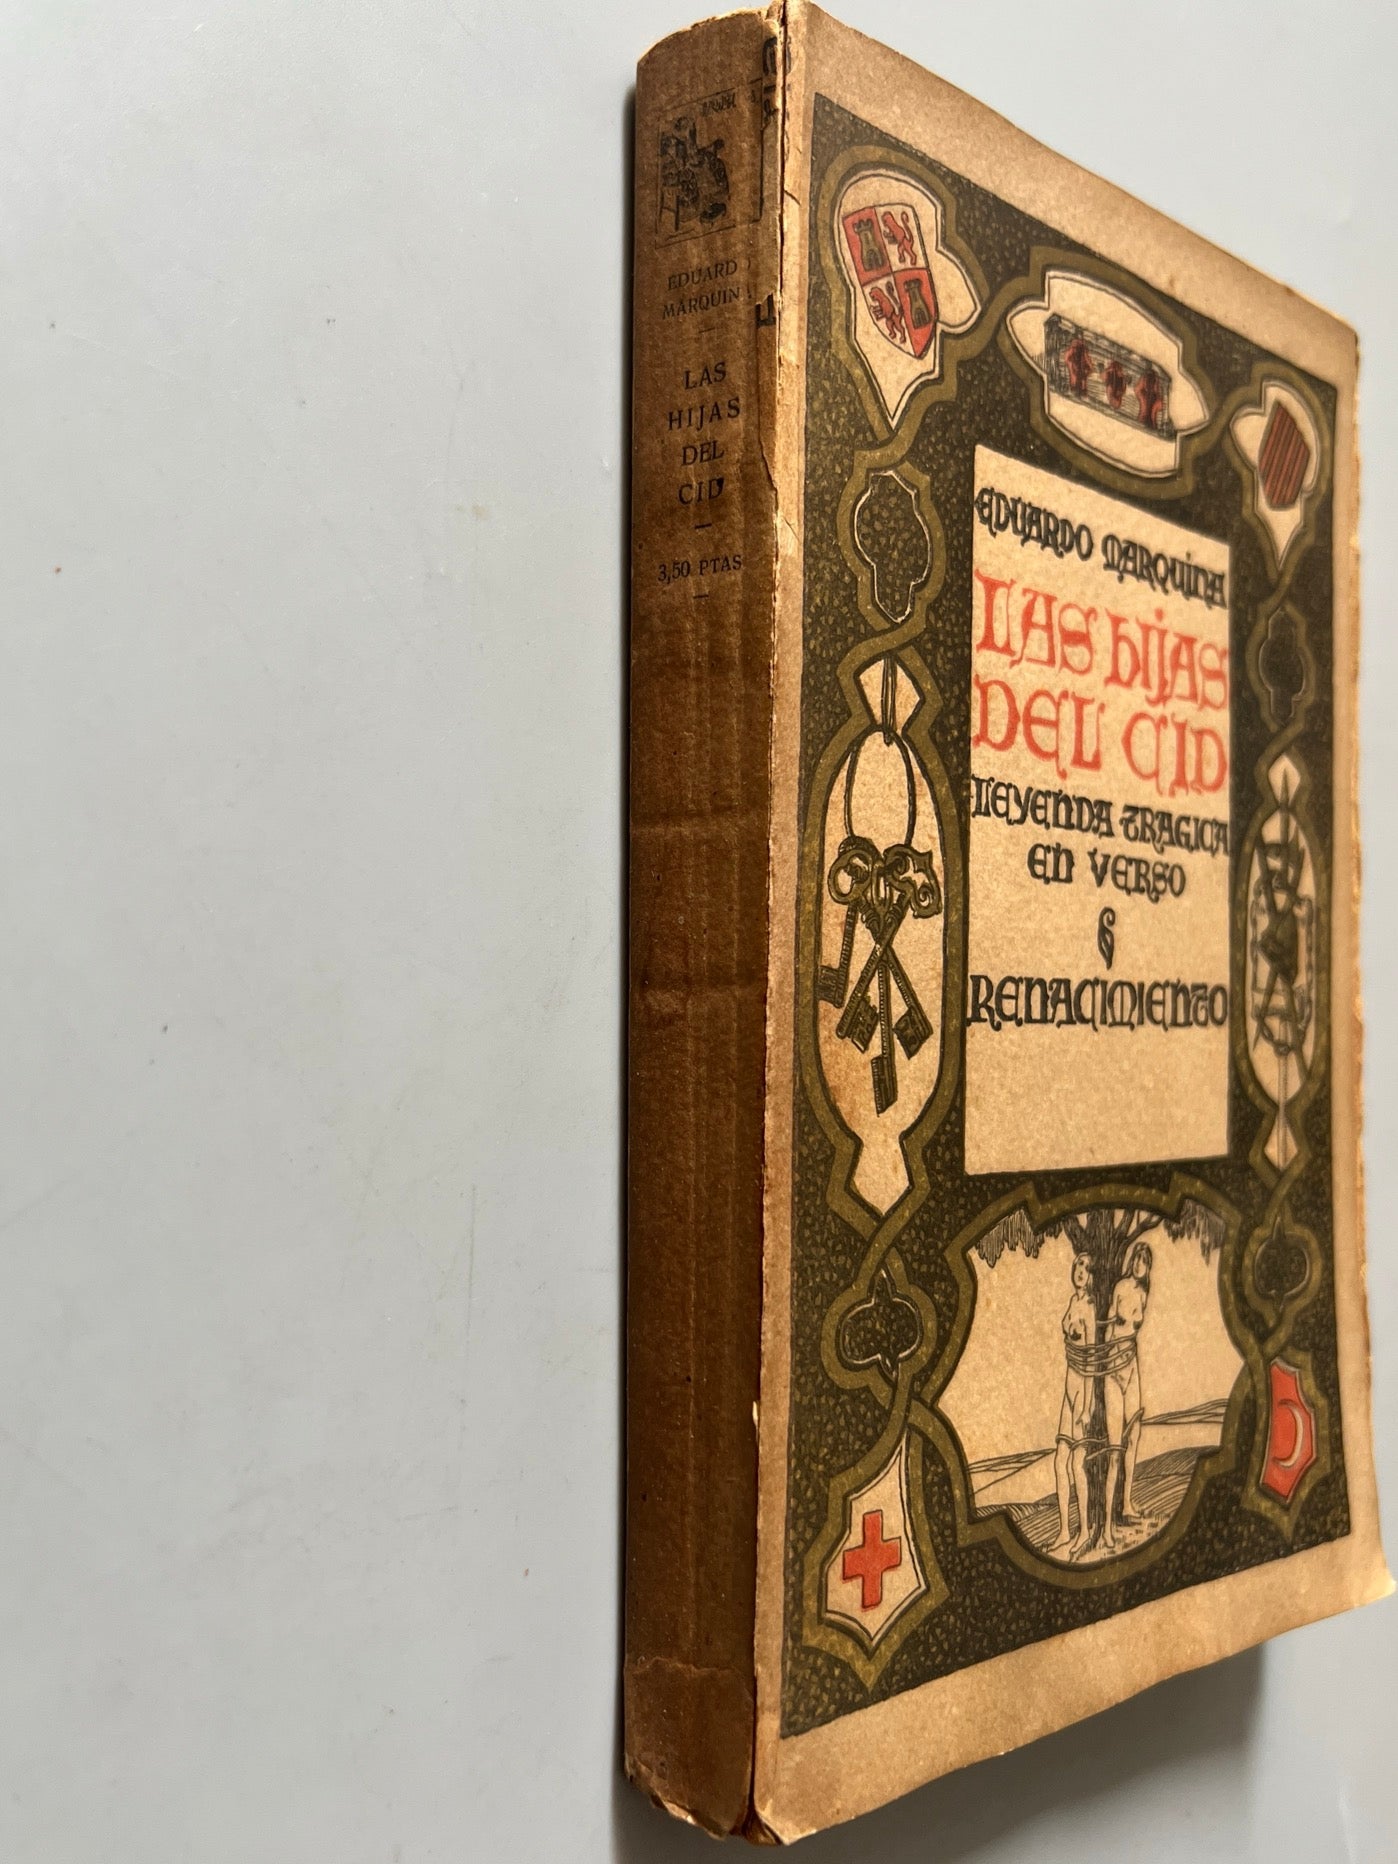 EDUARD
MARQUIN
LAS
HIJAS
DEL
CID
3,50 PTAS
EDUARDO MARQUINA
LAS HIJAS
DEL CID
LEYENDA TRAGICA
EN VERSO
RENACIMIENTO